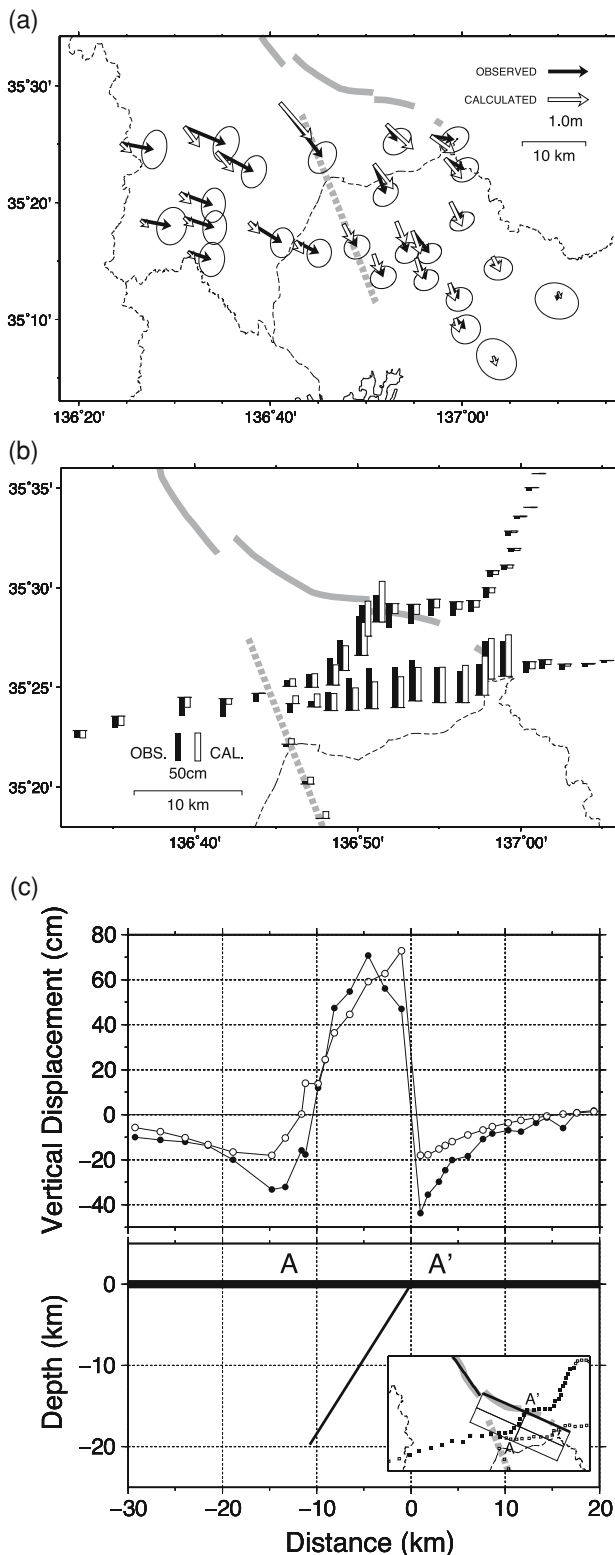 (a)
35˚30'
35˚20'
35˚10'
OBSERVED
CALCULATED
1.0m
10 km
136˚20'
136˚40'
137˚00'
(b)
35˚35'
35˚30'
35˚25'
35˚20'
OBS.
CAL.
50cm
10 km
136˚40'
136˚50'
137˚00'
(c)
Vertical Displacement (cm)
80
60
40
20
0
−20
−40
A
A'
Depth (km)
0
−10
−20
A'
A
−30
−20
−10
0
10
20
Distance (km)